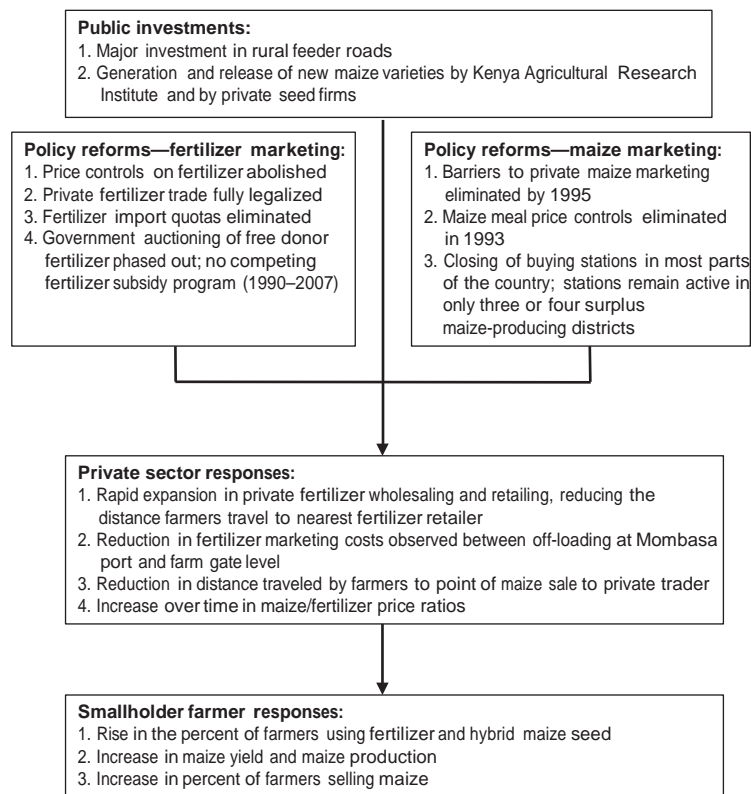 Public investments:
1. Major investment in rural feeder roads
2. Generation and release of new maize varieties by Kenya Agricultural Research
Institute and by private seed firms
Policy reforms—fertilizer marketing:
1. Price controls on fertilizer abolished
2. Private fertilizer trade fully legalized
3. Fertilizer import quotas eliminated
4. Government auctioning of free donor
fertilizer phased out; no competing
fertilizer subsidy program (1990–2007)
Policy reforms—maize marketing:
1. Barriers to private maize marketing
eliminated by 1995
2. Maize meal price controls eliminated
in 1993
3. Closing of buying stations in most parts
of the country; stations remain active in
only three or four surplus
maize-producing districts
Private sector responses:
1. Rapid expansion in private fertilizer wholesaling and retailing, reducing the
distance farmers travel to nearest fertilizer retailer
2. Reduction in fertilizer marketing costs observed between off-loading at Mombasa
port and farm gate level
3. Reduction in distance traveled by farmers to point of maize sale to private trader
4. Increase over time in maize/fertilizer price ratios
Smallholder farmer responses:
1. Rise in the percent of farmers using fertilizer and hybrid maize seed
2. Increase in maize yield and maize production
3. Increase in percent of farmers selling maize